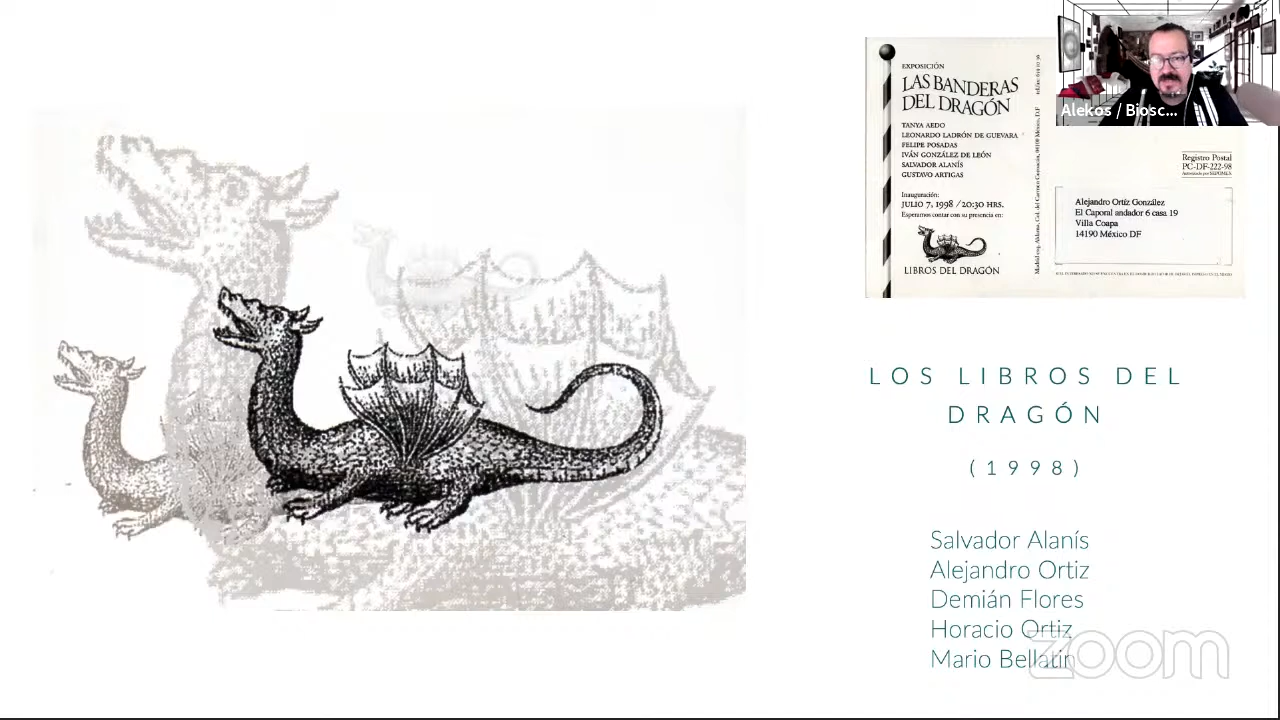 EXPOSICIÓN
LAS BANDERAS
DEL DRAGÓN
TANYA AEDO
LEONARDO LADRÓN DE GUEVARA
FELIPE POSADAS
IVÁN GONZÁLEZ DE LEÓN
SALVADOR ALANÍS
GUSTAVO ARTIGAS
Inauguración:
JULIO 7, 1998 / 20:30 HRS.
Esperamos contar con su presencia en:
LIBROS DEL DRAGÓN
Registro Postal
PC-DF-222-98
Alejandro Ortíz González
El Caporal andador 6 casa 19
Villa Coapa
14190 México DF
Alekos / Biosc...
LOS LIBROS DEL
DRAGÓN
(1998)
Salvador Alanís
Alejandro Ortiz
Demián Flores
Horacio Ortiz
Mario Bellatin
zoom